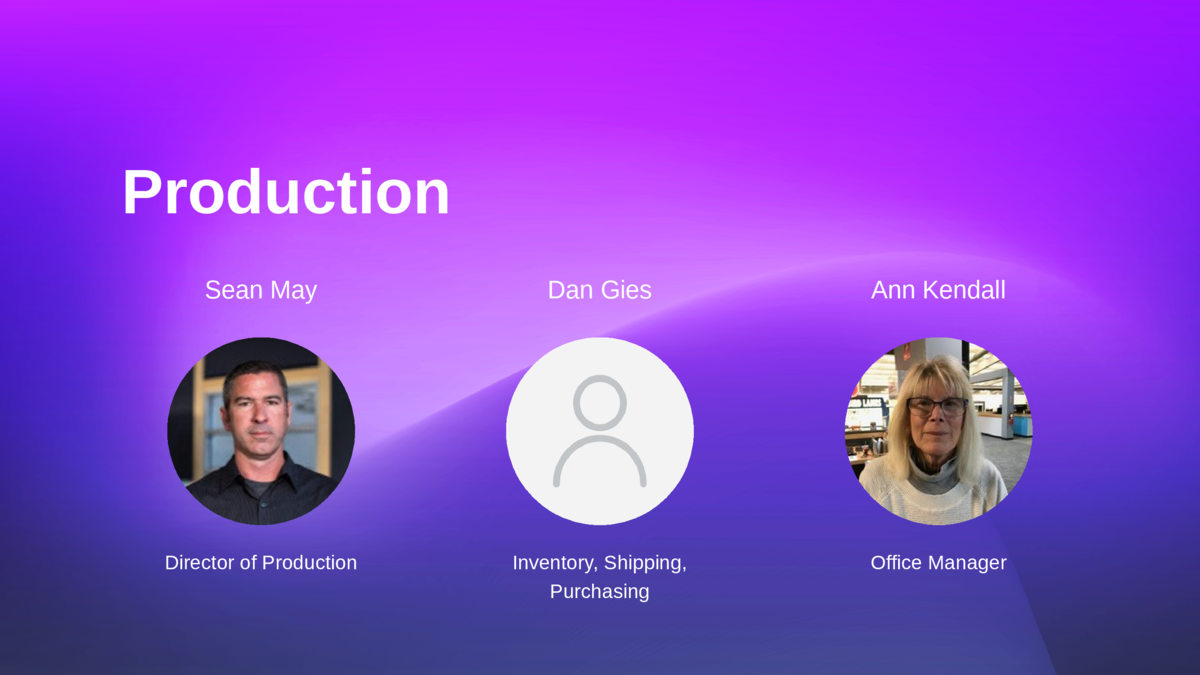 Production
Sean May
Dan Gies
Ann Kendall
Director of Production
Inventory, Shipping,
Purchasing
Office Manager